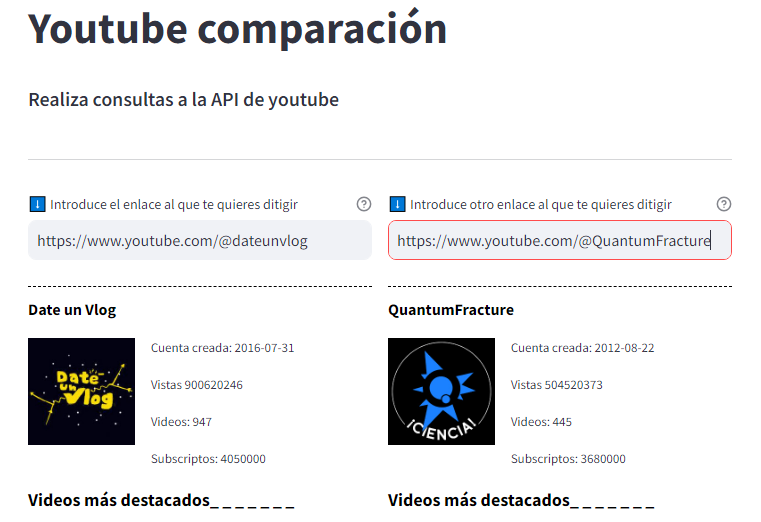 Youtube comparación
Realiza consultas a la API de youtube
Introduce el enlace al que te quieres ditigir
https://www.youtube.com/@dateunvlog
Date un Vlog
Date
un
Vlog
Cuenta creada: 2016-07-31
Vistas 900620246
Videos: 947
Subscriptos: 4050000
Videos más destacados_ _ _ _ _ _ _
Introduce otro enlace al que te quieres ditigir
https://www.youtube.com/@QuantumFracture
QuantumFracture
¡CIENCIA!
Cuenta creada: 2012-08-22
Vistas 504520373
Videos: 445
Subscriptos: 3680000
Videos más destacados_ _ _ _ _ _ _